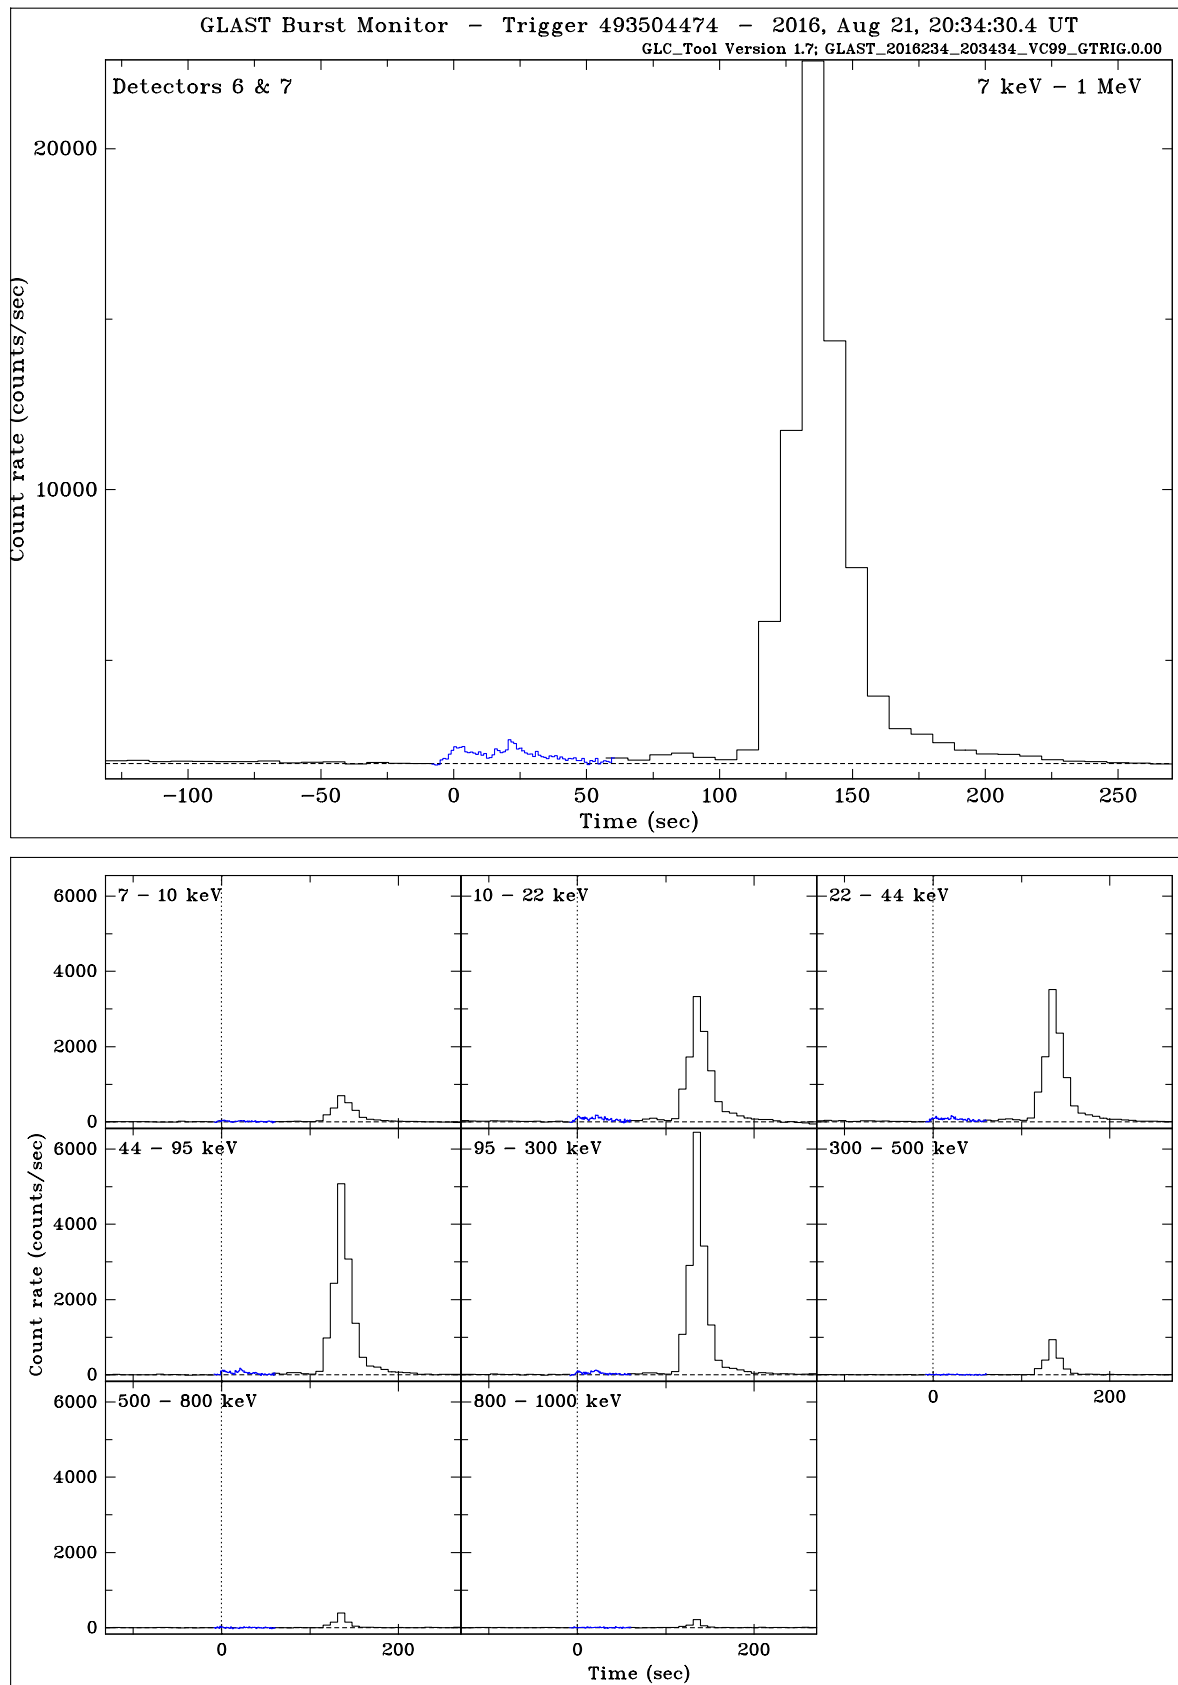 GLAST Burst Monitor − Trigger 493504474 − 2016, Aug 21, 20:34:30.4 UT
GLC_Tool Version 1.7; GLAST_2016234_203434_VC99_GTRIG.0.00
Detectors 6 & 7
7 keV − 1 MeV
20000
10000
Count rate (counts/sec)
−100 −50 0 50 100 150 200 250
Time (sec)
7 − 10 keV
10 − 22 keV
22 − 44 keV
6000
4000
2000
0
44 − 95 keV
95 − 300 keV
300 − 500 keV
6000
4000
2000
0
Count rate (counts/sec)
0 200
500 − 800 keV
800 − 1000 keV
6000
4000
2000
0
0 200 0 200
Time (sec)